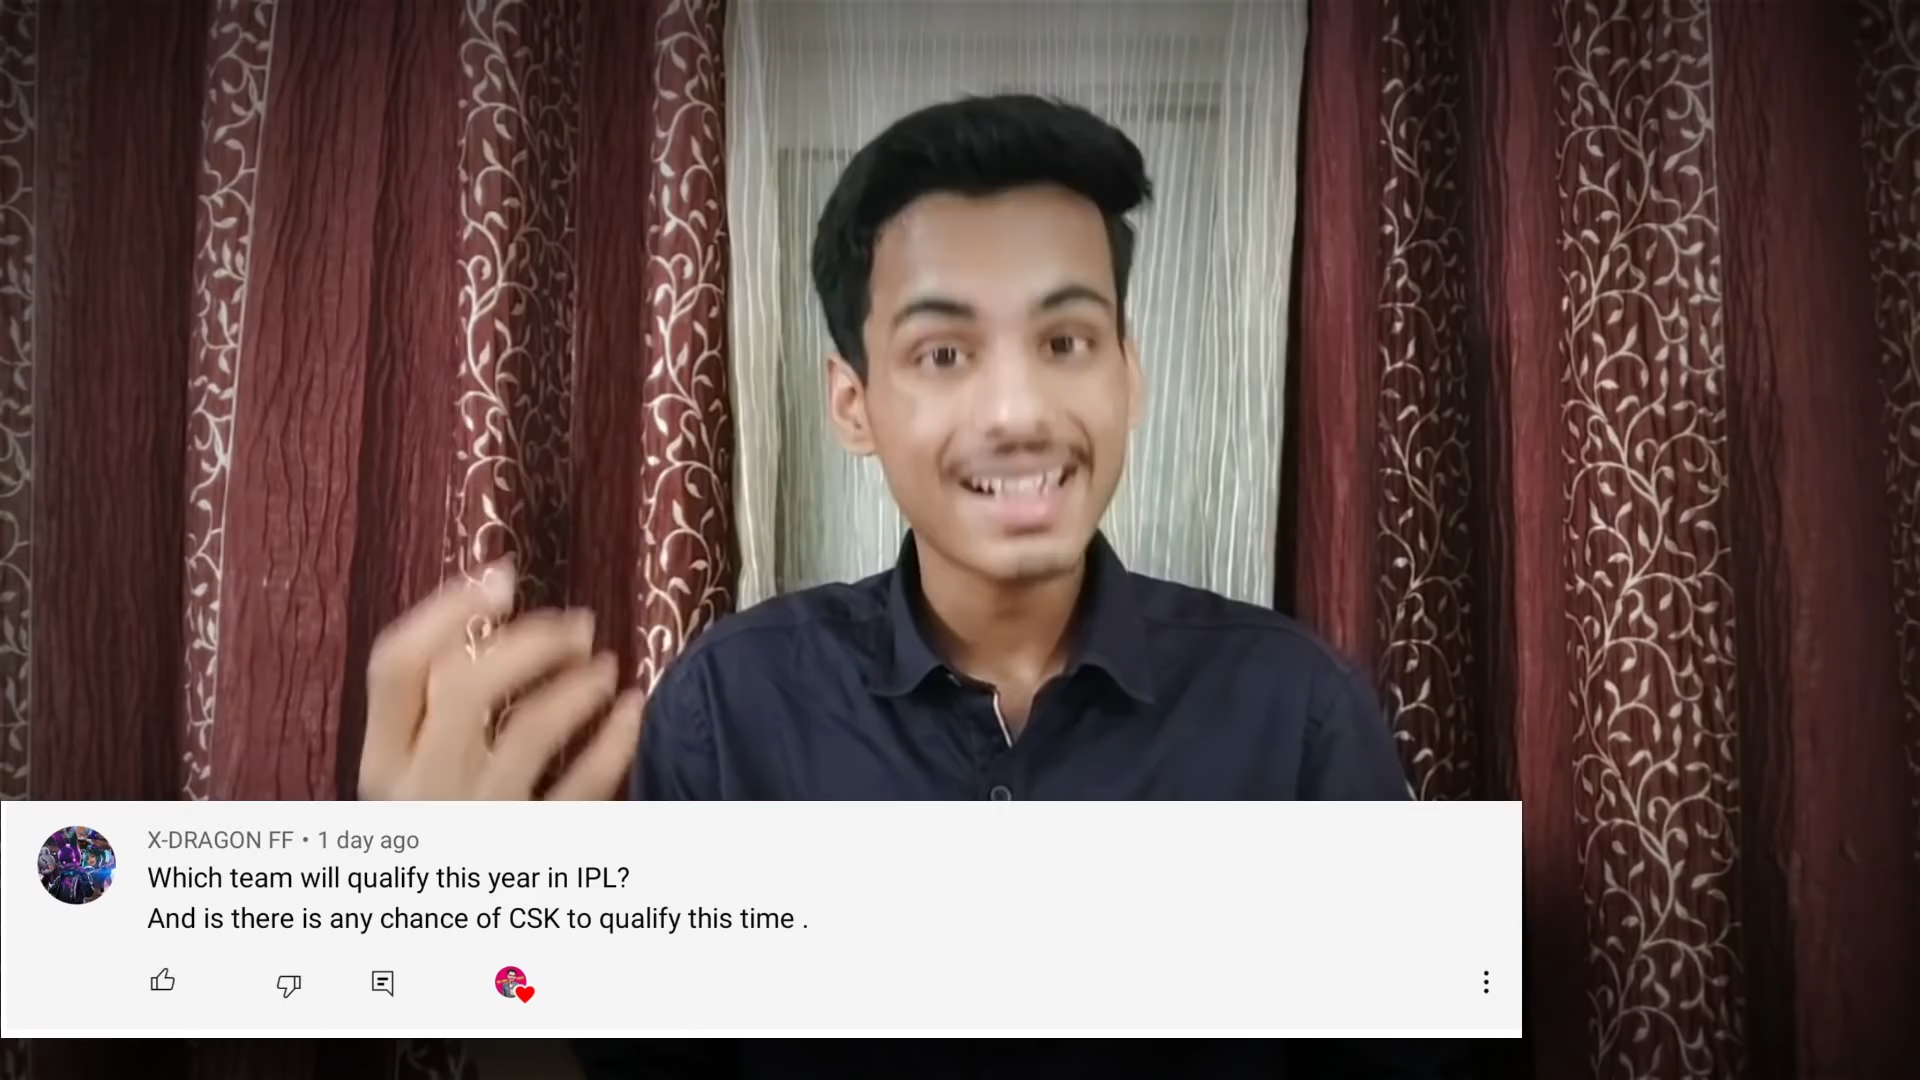 X-DRAGON FF • 1 day ago
Which team will qualify this year in IPL?
And is there is any chance of CSK to qualify this time .